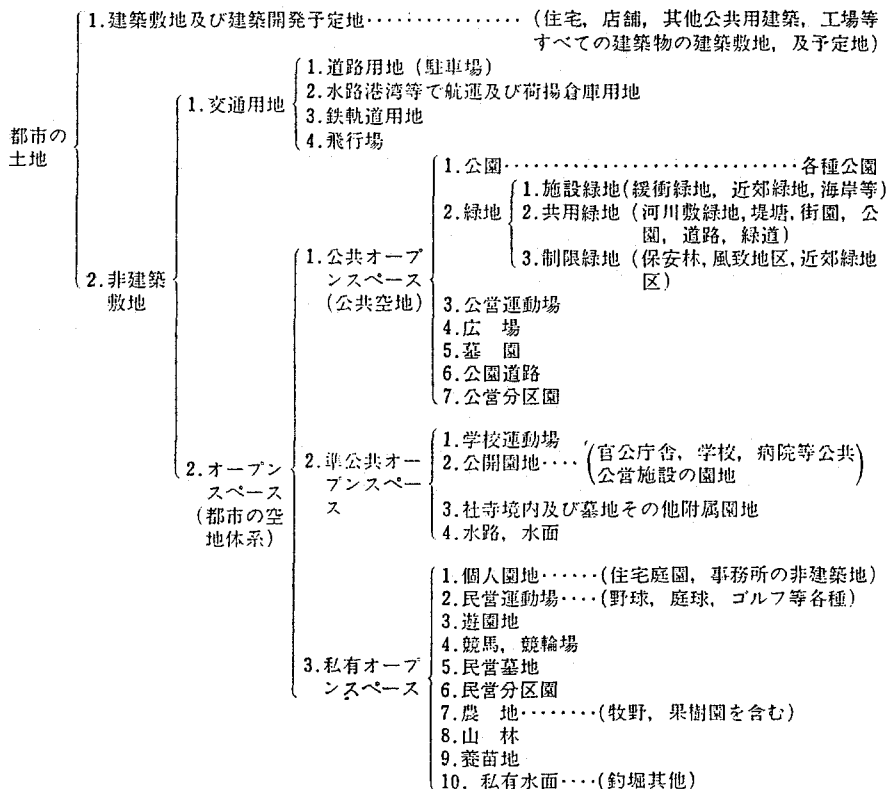 都市の
土地
1.建築敷地及び建築開発予定地・・・・・・・・・・・・・・・(住宅,店舗,其他公共用建築,工場等
すべての建築物の建築敷地,及予定地)
2.非建築
敷地
1.交通用地
1.道路用地(駐車場)
2.水路港湾等で航運及び荷揚倉庫用地
3.鉄軌道用地
4.飛行場
2.オープン
スペース
(都市の空
地体系)
1.公共オープ
ンスペース
(公共空地)
1.公園・・・・・・・・・・・・・・・・・・・・・・・・・・・・各種公園
2.緑地
1.施設緑地(緩衝緑地,近郊緑地,海岸等)
2.共用緑地(河川敷緑地,堤塘,街園,公
園,道路,緑道)
3.制限緑地(保安林,風致地区,近郊緑地
区)
3.公営運動場
4.広 場
5.墓 園
6.公園道路
7.公営分区園
2.準公共オー
プンスペー
ス
1.学校運動場
2.公開園地・・・・(官公庁舎,学校,病院等公共
公営施設の園地)
3.社寺境内及び墓地その他附属園地
4.水路,水面
3.私有オープ
ンスペース
1.個人園地・・・・・・(住宅庭園,事務所の非建築地)
2.民営運動場・・・・(野球,庭球,ゴルフ等各種)
3.遊園地
4.競馬,競輪場
5.民営墓地
6.民営分区園
7.農 地・・・・・・・・(牧野,果樹園を含む)
8.山 林
9.養苗地
10.私有水面・・・・(釣堀其他)